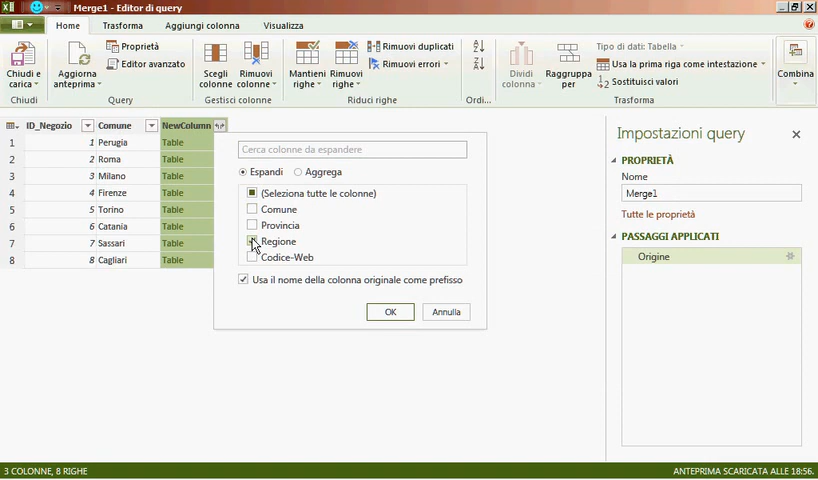 Merge1 - Editor di query
Home Trasforma Aggiungi colonna Visualizza
Chiudi e carica
Chiudi
Aggiorna anteprima
Proprietà
Editor avanzato
Query
Scegli colonne
Rimuovi colonne
Gestisci colonne
Mantieni righe
Rimuovi righe
Rimuovi duplicati
Rimuovi errori
Riduci righe
Ordi...
Dividi colonna
Raggruppa per
Tipo di dati: Tabella
Usa la prima riga come intestazione
Sostituisci valori
Trasforma
Combina
ID_Negozio Comune NewColumn
1 Perugia Table
2 Roma Table
3 Milano Table
4 Firenze Table
5 Torino Table
6 Catania Table
7 Sassari Table
8 Cagliari Table
Cerca colonne da espandere
Espandi Aggrega
(Seleziona tutte le colonne)
Comune
Provincia
Regione
Codice-Web
Usa il nome della colonna originale come prefisso
OK Annulla
Impostazioni query
PROPRIETÀ
Nome
Merge1
Tutte le proprietà
PASSAGGI APPLICATI
Origine
3 COLONNE, 8 RIGHE
ANTEPRIMA SCARICATA ALLE 18:56.